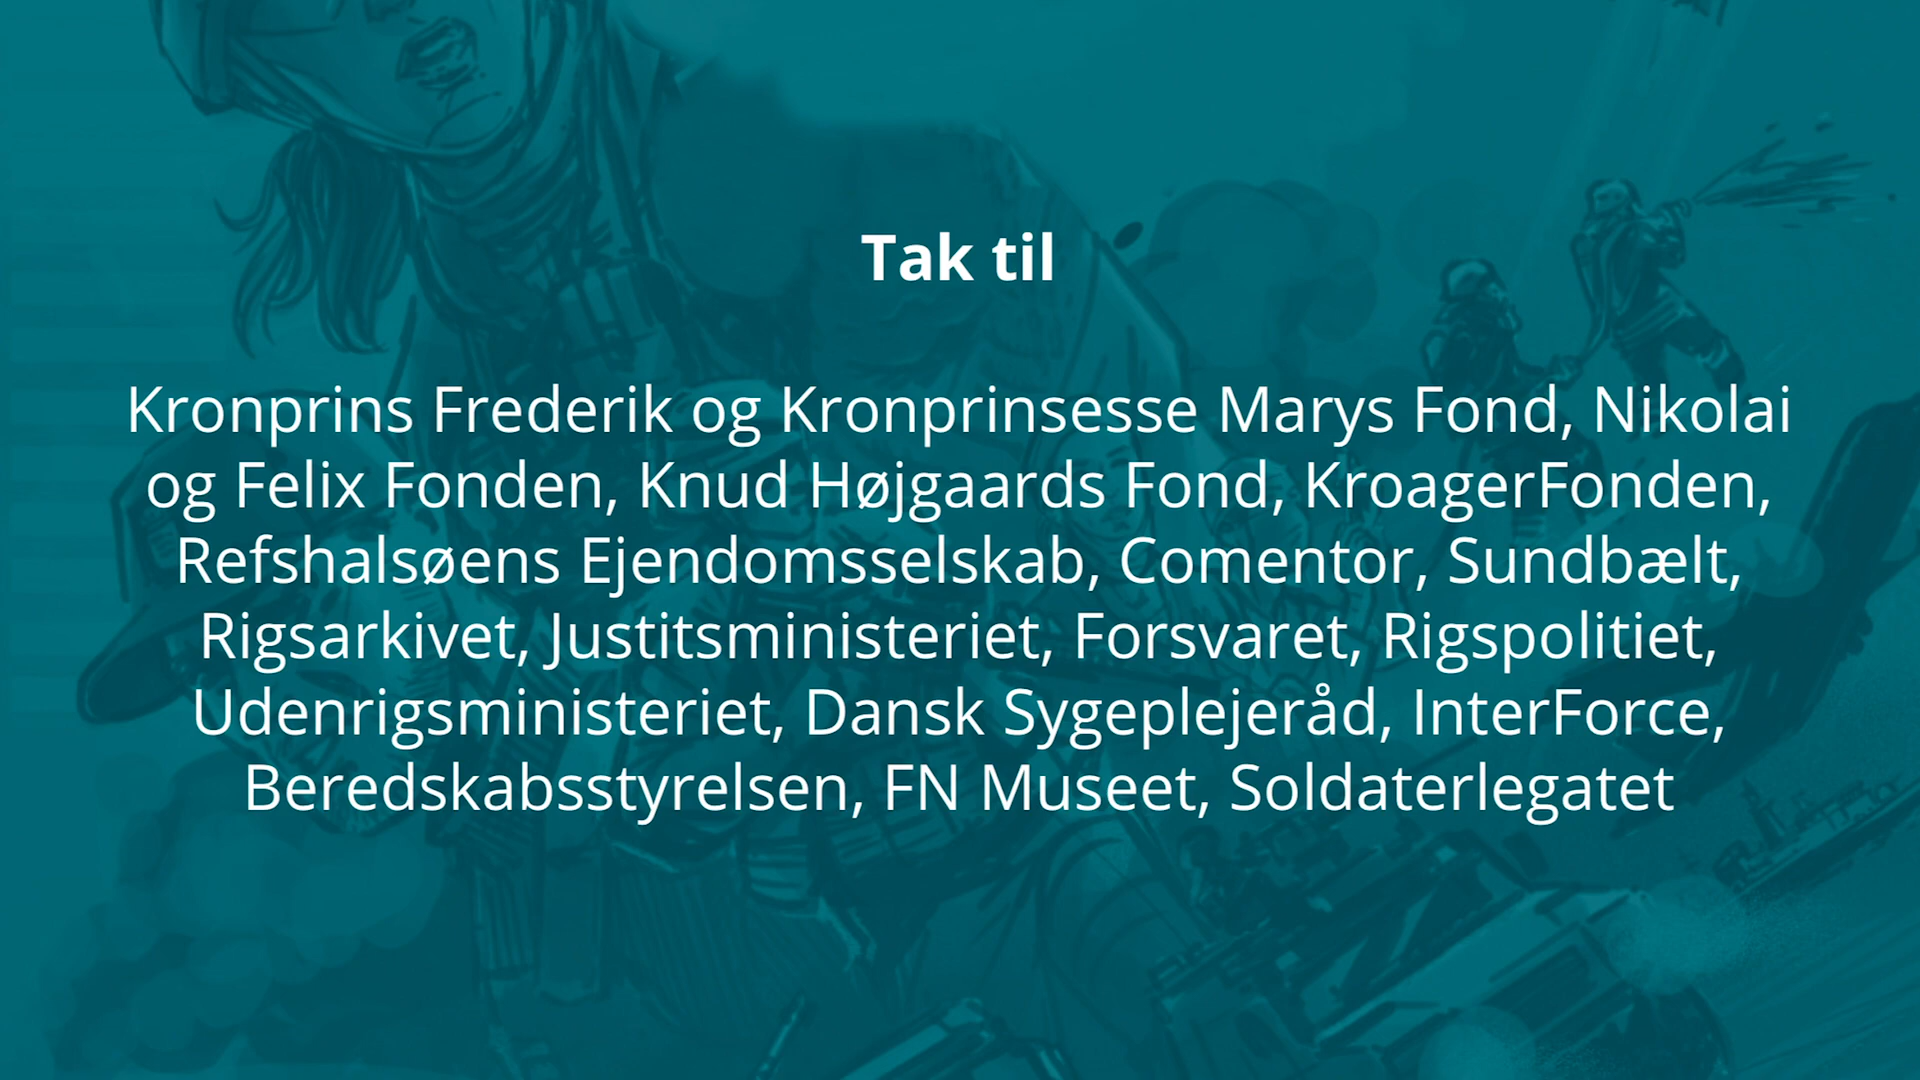 Tak til
Kronprins Frederik og Kronprinsesse Marys Fond, Nikolai
og Felix Fonden, Knud Højgaards Fond, KroagerFonden,
Refshalsøens Ejendomsselskab, Comentor, Sundbælt,
Rigsarkivet, Justitsministeriet, Forsvaret, Rigspolitiet,
Udenrigsministeriet, Dansk Sygeplejeråd, InterForce,
Beredskabsstyrelsen, FN Museet, Soldaterlegatet